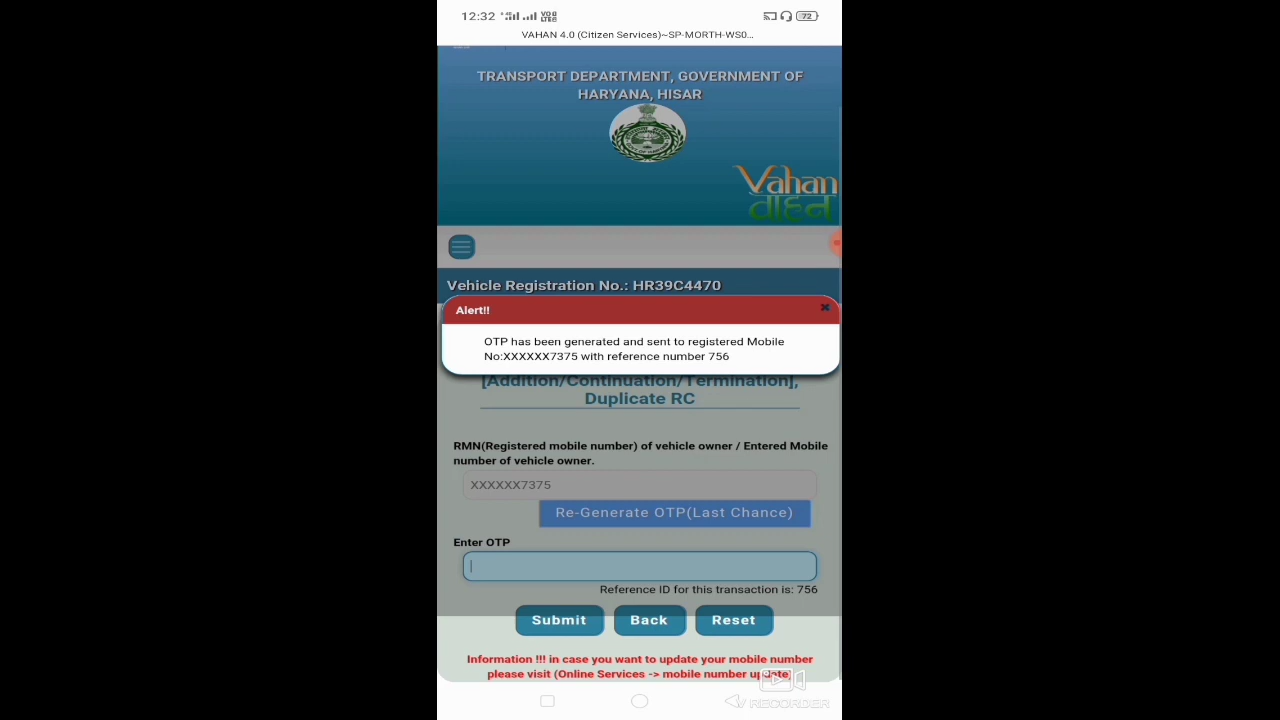 12:32
72
VAHAN 4.0 (Citizen Services)~SP-MORTH-WS0...
TRANSPORT DEPARTMENT, GOVERNMENT OF
HARYANA, HISAR
Vahan
वाहन
Vehicle Registration No.: HR39C4470
Alert!!
OTP has been generated and sent to registered Mobile
No:XXXXXX7375 with reference number 756
[Addition/Continuation/Termination],
Duplicate RC
RMN(Registered mobile number) of vehicle owner / Entered Mobile
number of vehicle owner.
XXXXXX7375
Re-Generate OTP(Last Chance)
Enter OTP
Reference ID for this transaction is: 756
Submit Back Reset
Information !!! in case you want to update your mobile number
please visit (Online Services -> mobile number update)
V RECORDER